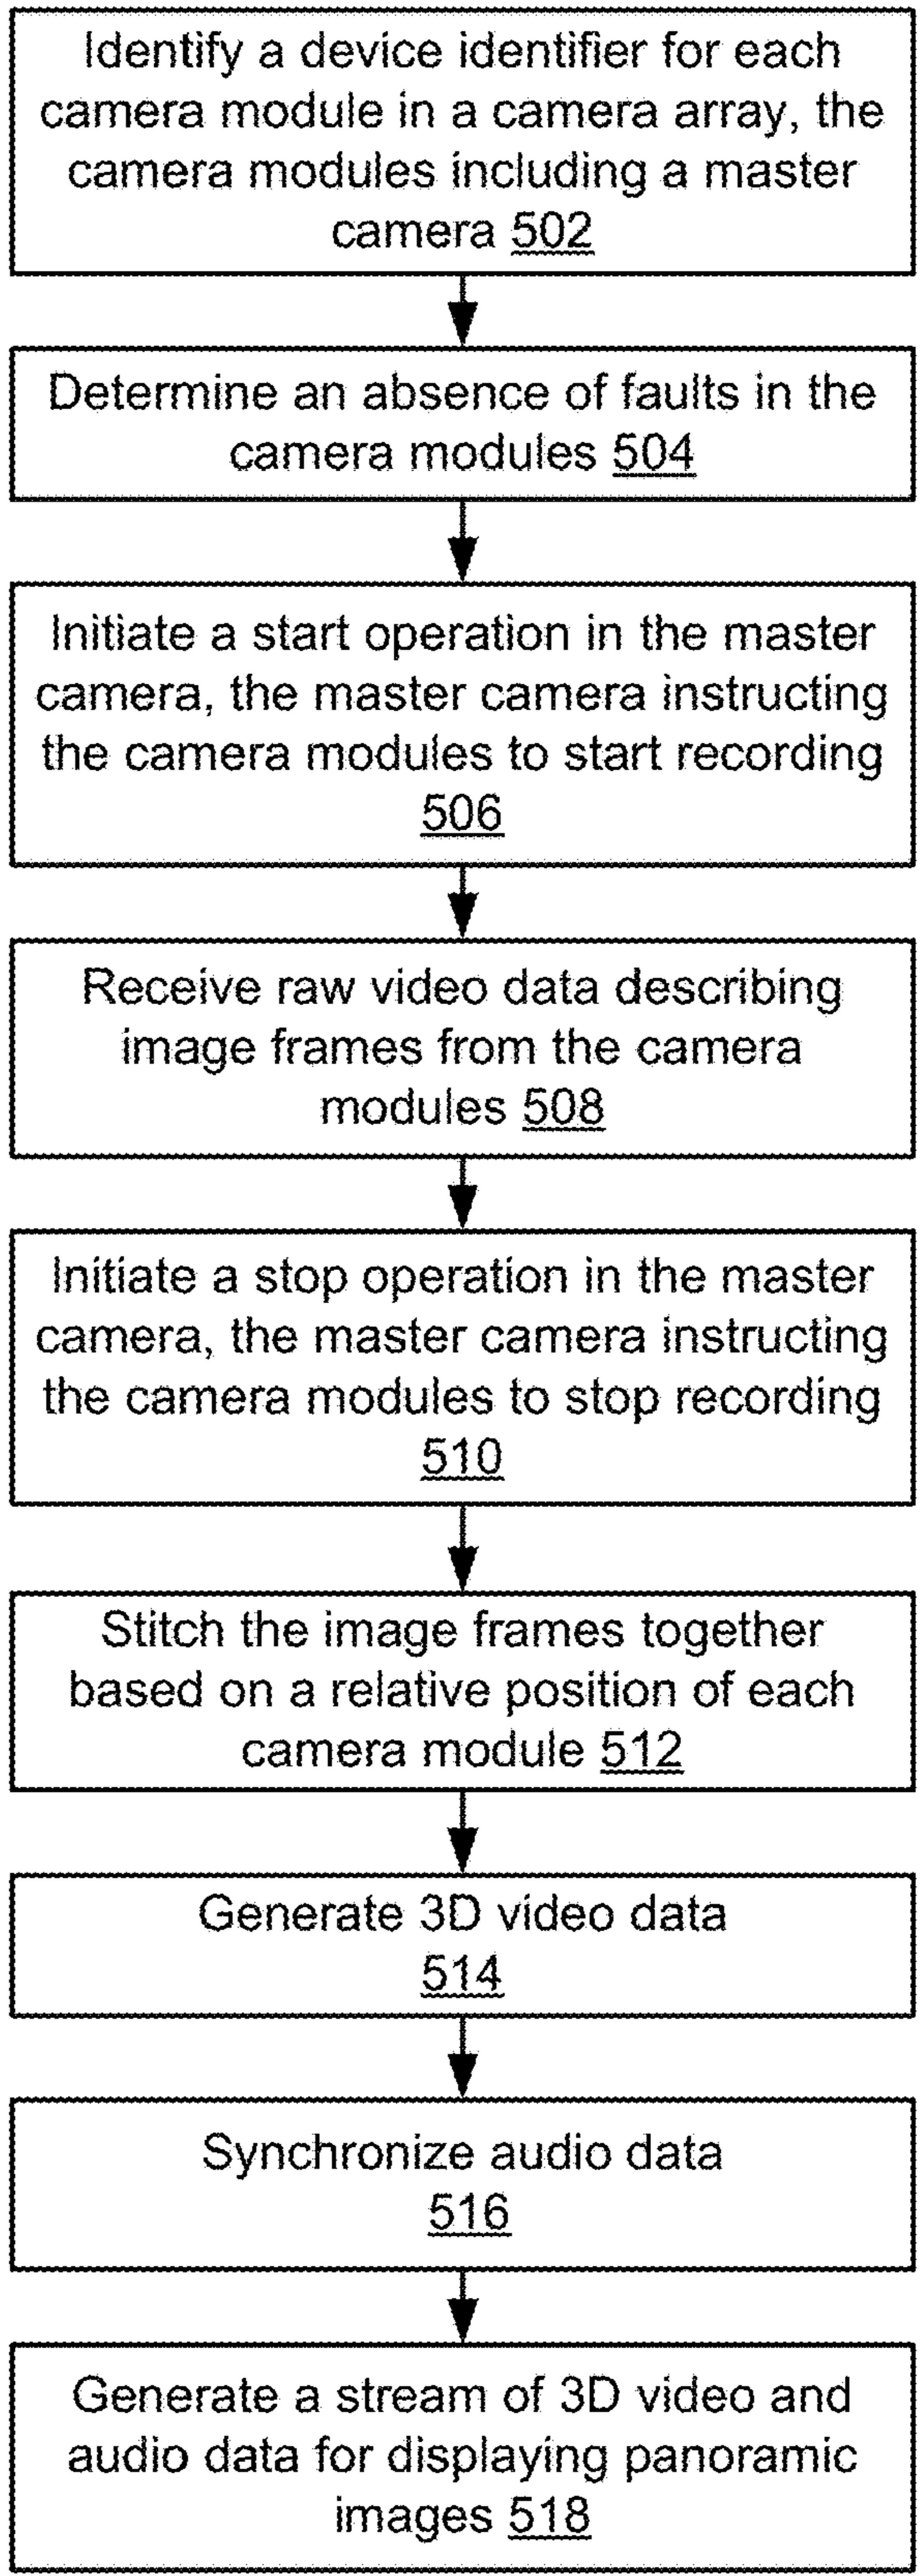 Identify a device identifier for each
camera module in a camera array, the
camera modules including a master
camera 502
Determine an absence of faults in the
camera modules 504
Initiate a start operation in the master
camera, the master camera instructing
the camera modules to start recording
506
Receive raw video data describing
image frames from the camera
modules 508
Initiate a stop operation in the master
camera, the master camera instructing
the camera modules to stop recording
510
Stitch the image frames together
based on a relative position of each
camera module 512
Generate 3D video data
514
Synchronize audio data
516
Generate a stream of 3D video and
audio data for displaying panoramic
images 518